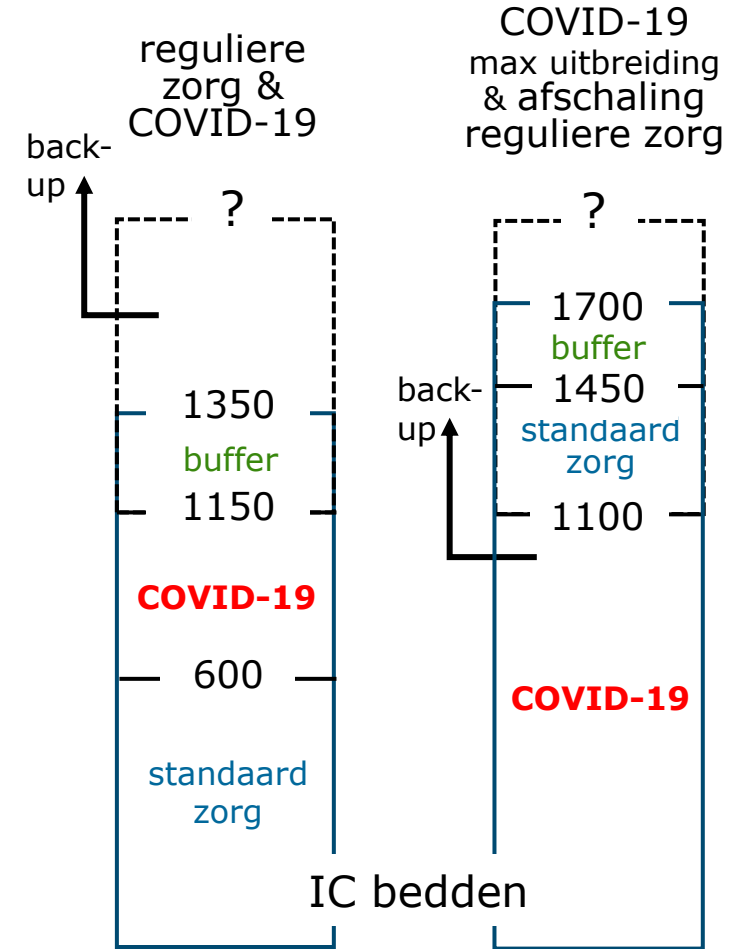 reguliere
zorg &
COVID-19
back-
up
?
1350
buffer
1150
COVID-19
600
standaard
zorg
COVID-19
max uitbreiding
& afschaling
reguliere zorg
?
1700
buffer
1450
back-
up
standaard
zorg
1100
COVID-19
IC bedden